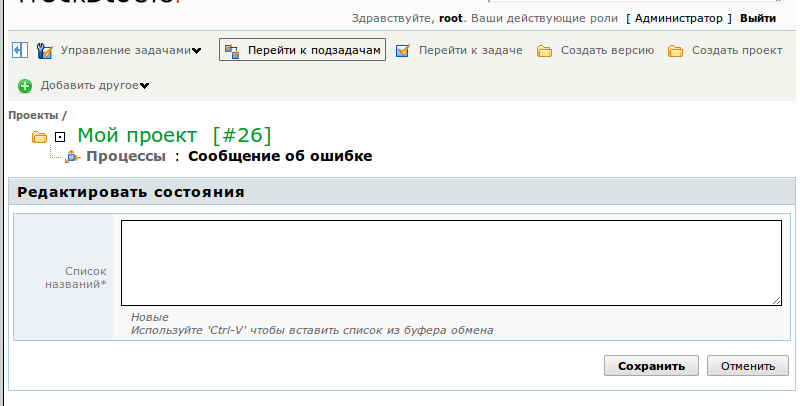 Здравствуйте, root. Ваши действующие роли [ Администратор ] Выйти
Управление задачами Перейти к подзадачам Перейти к задаче Создать версию Создать проект
Добавить другое
Проекты /
Мой проект [#26]
Процессы : Сообщение об ошибке
Редактировать состояния
Список
названий*
Новые
Используйте 'Ctrl-V' чтобы вставить список из буфера обмена
Сохранить Отменить